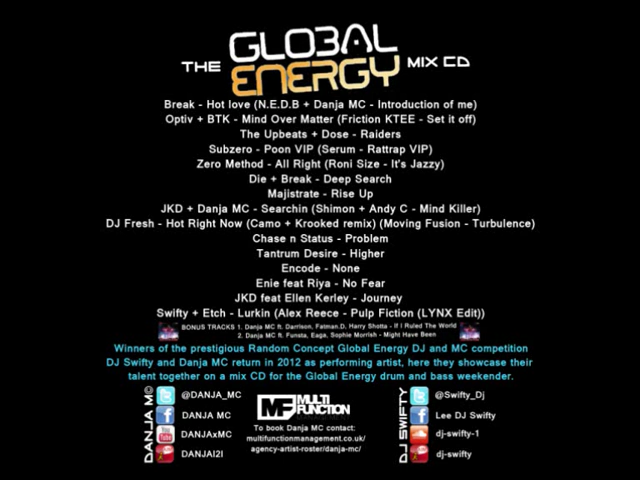 THE GLOBAL ENERGY MIX CD
Break - Hot love (N.E.D.B + Danja MC - Introduction of me)
Optiv + BTK - Mind Over Matter (Friction KTEE - Set it off)
The Upbeats + Dose - Raiders
Subzero - Poon VIP (Serum - Rattrap VIP)
Zero Method - All Right (Roni Size - It's Jazzy)
Die + Break - Deep Search
Majistrate - Rise Up
JKD + Danja MC - Searchin (Shimon + Andy C - Mind Killer)
DJ Fresh - Hot Right Now (Camo + Krooked remix) (Moving Fusion - Turbulence)
Chase n Status - Problem
Tantrum Desire - Higher
Encode - None
Enie feat Riya - No Fear
JKD feat Ellen Kerley - Journey
Swifty + Etch - Lurkin (Alex Reece - Pulp Fiction (LYNX Edit))
BONUS TRACKS 1. Danja MC ft. Darrison, Fatman.D, Harry Shotta - If I Ruled The World
2. Danja MC ft. Funsta, Eaga, Sophie Morrish - Might Have Been
Winners of the prestigious Random Concept Global Energy DJ and MC competition
DJ Swifty and Danja MC return in 2012 as performing artist, here they showcase their
talent together on a mix CD for the Global Energy drum and bass weekender.
DANJA MC
@DANJA_MC
DANJA MC
You Tube DANJAxMC
DANJAI2I
MF MULTI FUNCTION
To book Danja MC contact:
multifunctionmanagement.co.uk/
agency-artist-roster/danja-mc/
DJ SWIFTY
@Swifty_Dj
Lee DJ Swifty
dj-swifty-1
dj-swifty